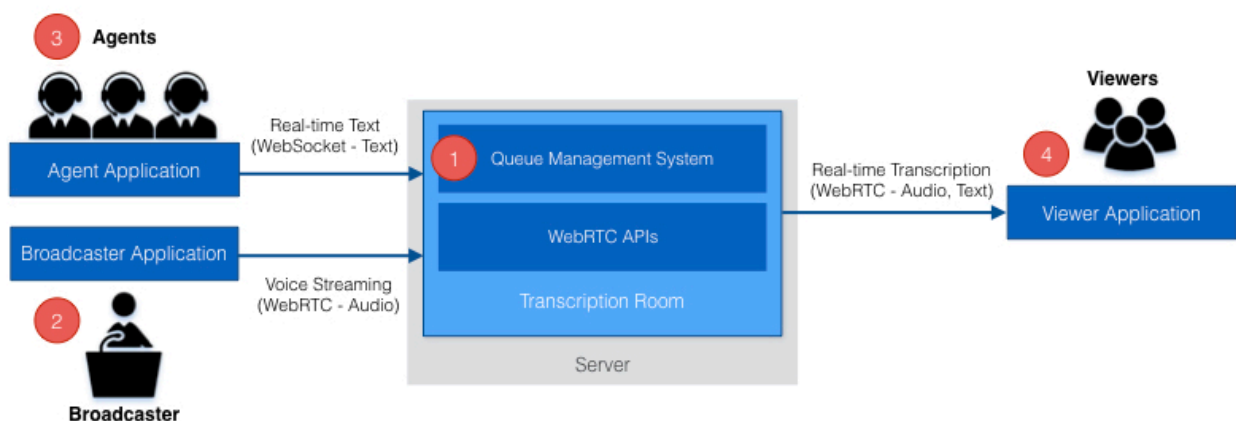 3
Agents
Agent Application
Real-time Text
(WebSocket - Text)
Broadcaster Application
Voice Streaming
(WebRTC - Audio)
2
Broadcaster
1
Queue Management System
WebRTC APIs
Transcription Room
Server
Real-time Transcription
(WebRTC - Audio, Text)
Viewers
4
Viewer Application